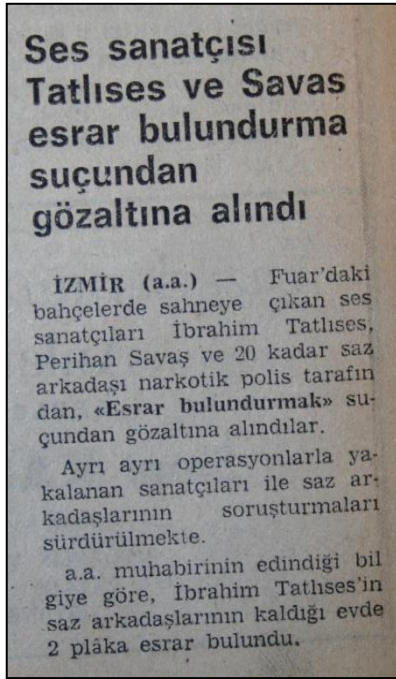 Ses sanatçısı
Tatlıses ve Savas
esrar bulundurma
suçundan
gözaltına alındı
İZMİR (a.a.) — Fuar'daki
bahçelerde sahneye çıkan ses
sanatçıları İbrahim Tatlıses,
Perihan Savaş ve 20 kadar saz
arkadaşı narkotik polis tarafın
dan, «Esrar bulundurmak» su-
çundan gözaltına alındılar.
Ayrı ayrı operasyonlarla ya-
kalanan sanatçıları ile saz ar-
kadaşlarının soruşturmaları
sürdürülmekte.
a.a. muhabirinin edindiği bil
giye göre, İbrahim Tatlıses'in
saz arkadaşlarının kaldığı evde
2 plâka esrar bulundu.